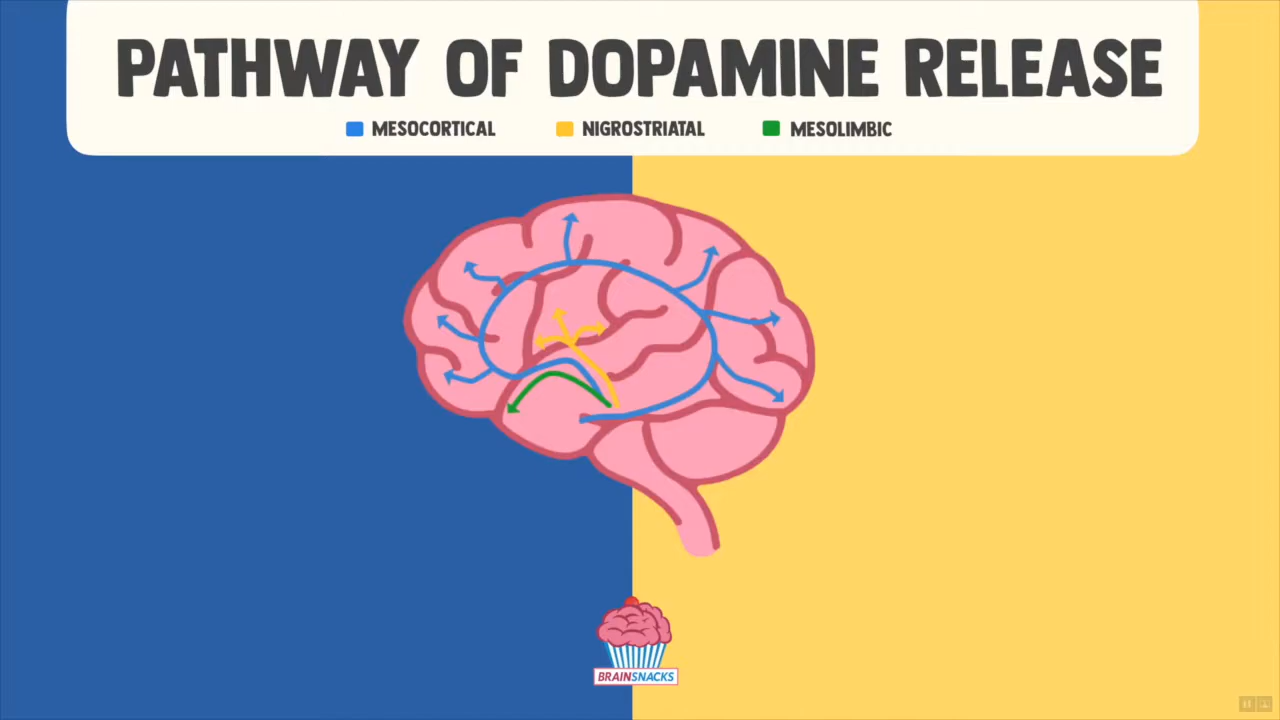 PATHWAY OF DOPAMINE RELEASE
MESOCORTICAL NIGROSTRIATAL MESOLIMBIC
BRAINSNACKS